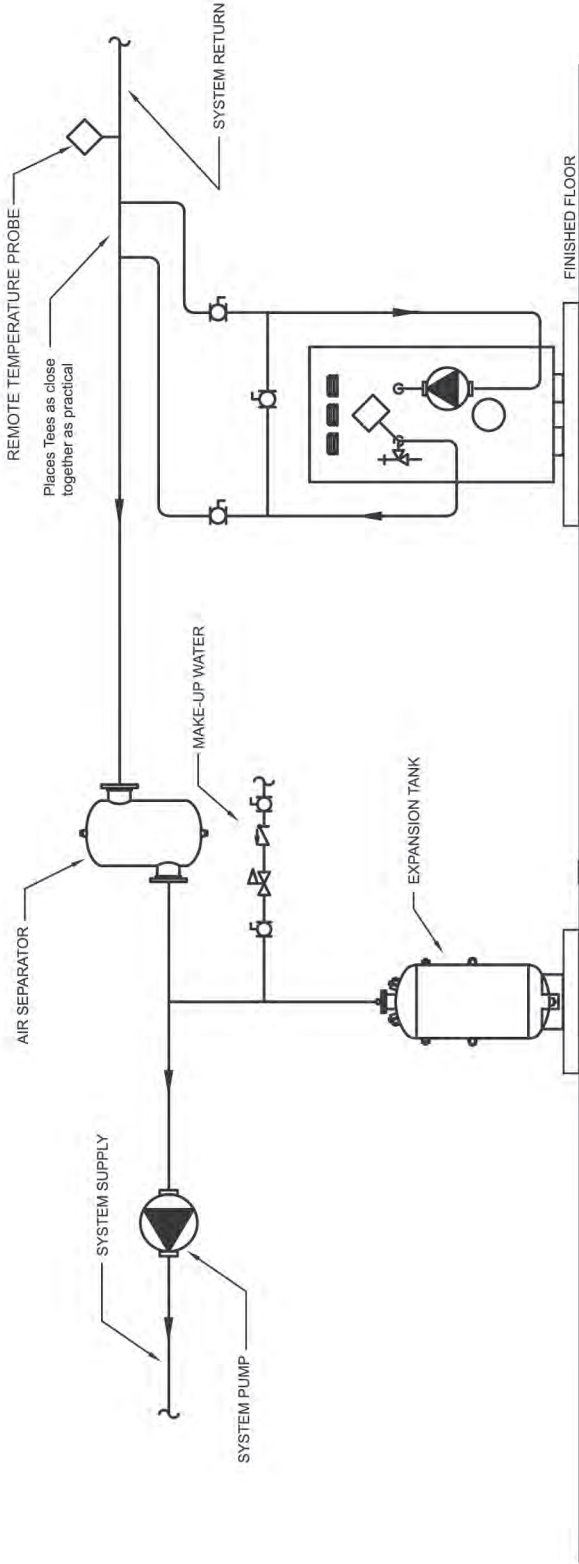 SYSTEM SUPPLY
SYSTEM PUMP
AIR SEPARATOR
MAKE-UP WATER
EXPANSION TANK
REMOTE TEMPERATURE PROBE
Places Tees as close
together as practical
SYSTEM RETURN
FINISHED FLOOR